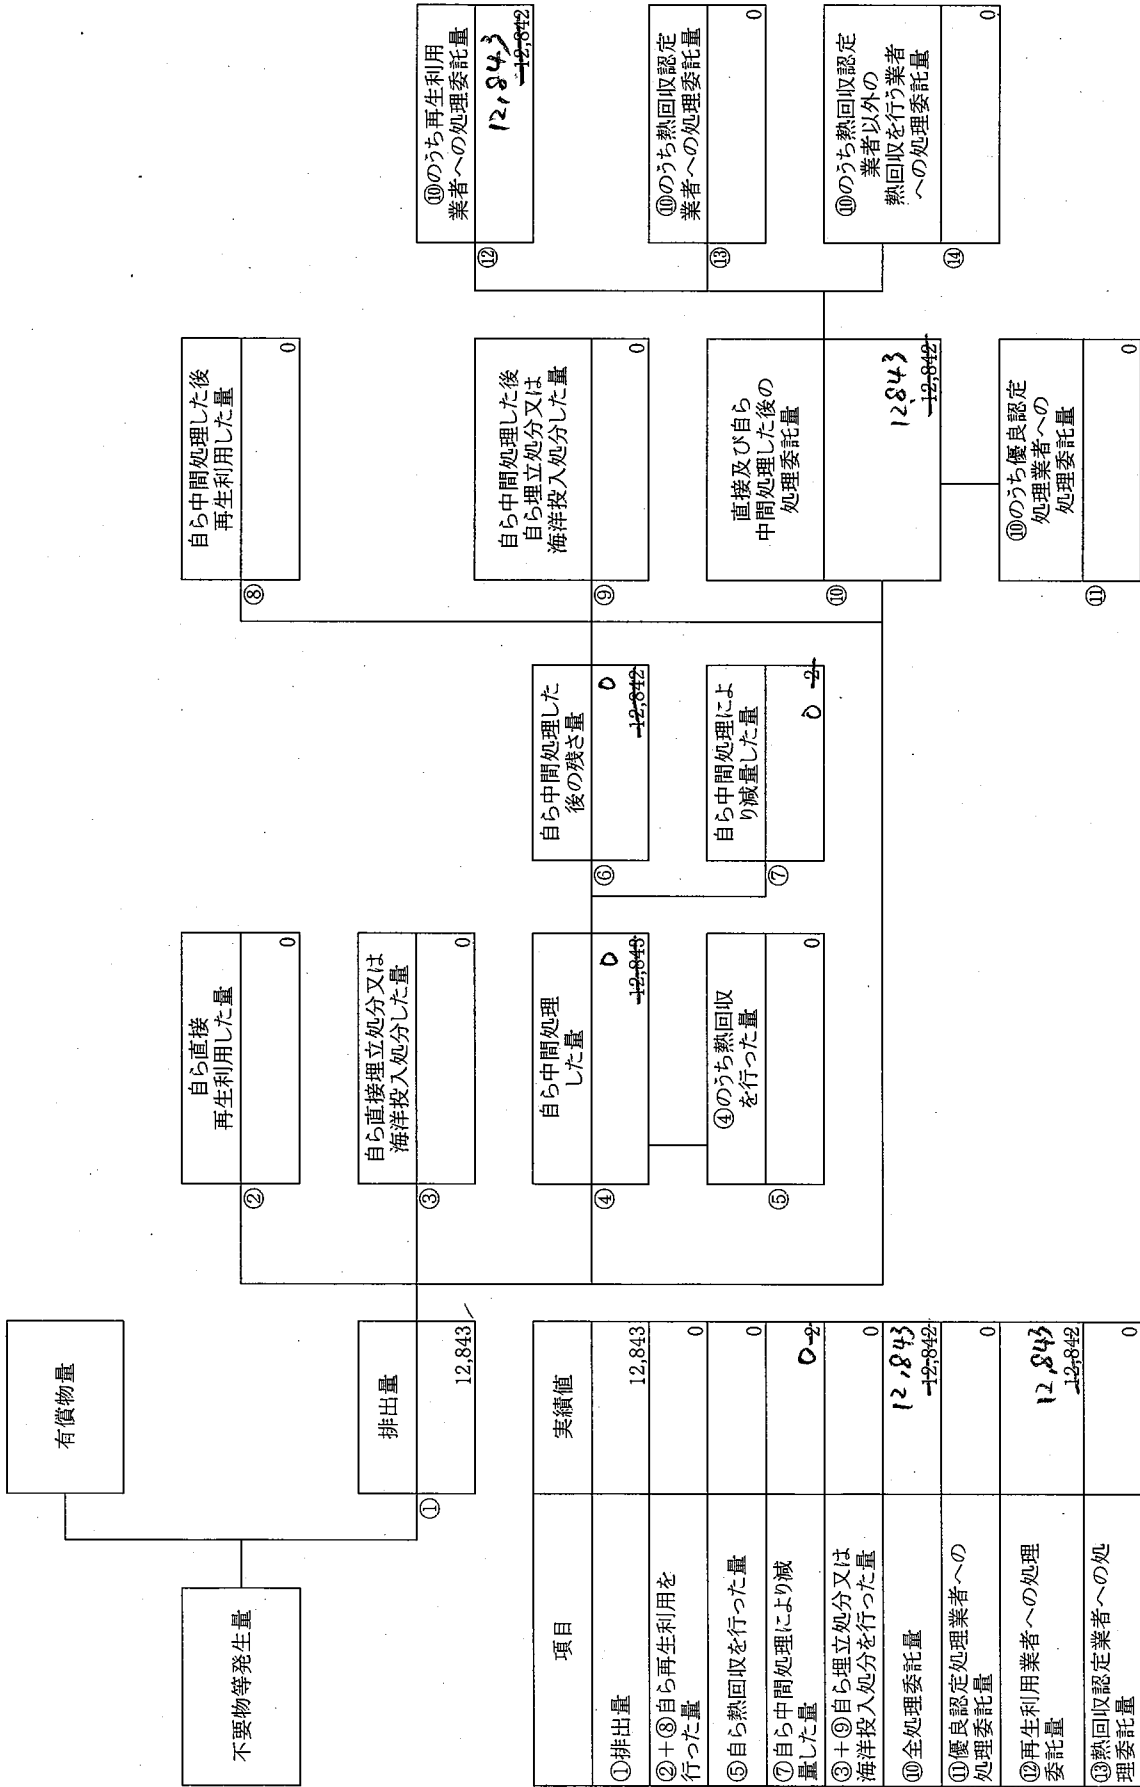 不要物等発生量
有償物量
排出量
①
12,843
自ら直接
再生利用した量
②
0
自ら直接埋立処分又は
海洋投入処分した量
③
0
自ら中間処理
した量
④
0
12,843
④のうち熱回収
を行った量
⑤
0
自ら中間処理した
後の残さ量
⑥
0
12,842
自ら中間処理によ
り減量した量
⑦
0 2
自ら中間処理した後
再生利用した量
⑧
0
自ら中間処理した後
自ら埋立処分又は
海洋投入処分した量
⑨
0
直接及び自ら
中間処理した後の
処理委託量
⑩
12,843
12,842
⑩のうち優良認定
処理業者への
処理委託量
⑪
0
⑩のうち再生利用
業者への処理委託量
⑫
12,843
12,842
⑩のうち熱回収認定
業者への処理委託量
⑬
0
⑩のうち熱回収認定
業者以外の
熱回収を行う業者
への処理委託量
⑭
0
項目 実績値
①排出量 12,843
②+⑧自ら再生利用を
行った量 0
⑤自ら熱回収を行った量 0
⑦自ら中間処理により減
量した量 0 2
③+⑨自ら埋立処分又は
海洋投入処分を行った量 0
⑩全処理委託量 12,843
12,842
⑪優良認定処理業者への
処理委託量 0
⑫再生利用業者への処理
委託量 12,843
12,842
⑬熱回収認定業者への処
理委託量 0